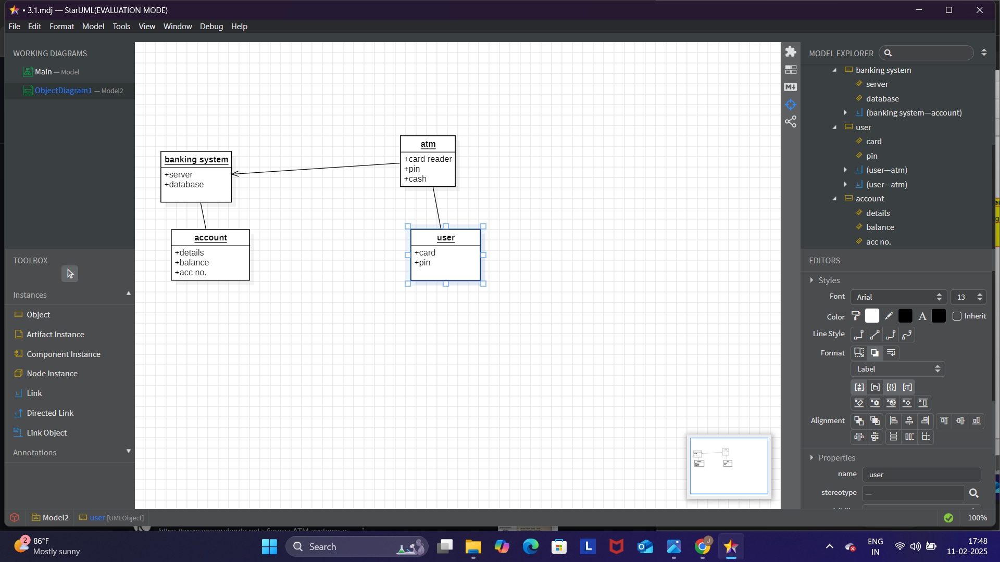 • 3.1.mdj — StarUML(EVALUATION MODE)
File Edit Format Model Tools View Window Debug Help
WORKING DIAGRAMS
Main — Model
ObjectDiagram1 — Model2
TOOLBOX
Instances
Object
Artifact Instance
Component Instance
Node Instance
Link
Directed Link
Link Object
Annotations
banking system
+server
+database
atm
+card reader
+pin
+cash
account
+details
+balance
+acc no.
user
+card
+pin
MODEL EXPLORER
banking system
server
database
(banking system—account)
user
card
pin
(user—atm)
(user—atm)
account
details
balance
acc no.
EDITORS
Styles
Font Arial 13
Color A Inherit
Line Style
Format
Label
Alignment
Properties
name user
stereotype —
Model2 user [UMLObject]
100%
2
86°F
Mostly sunny
Search
L
J
ENG
IN
17:48
11-02-2025